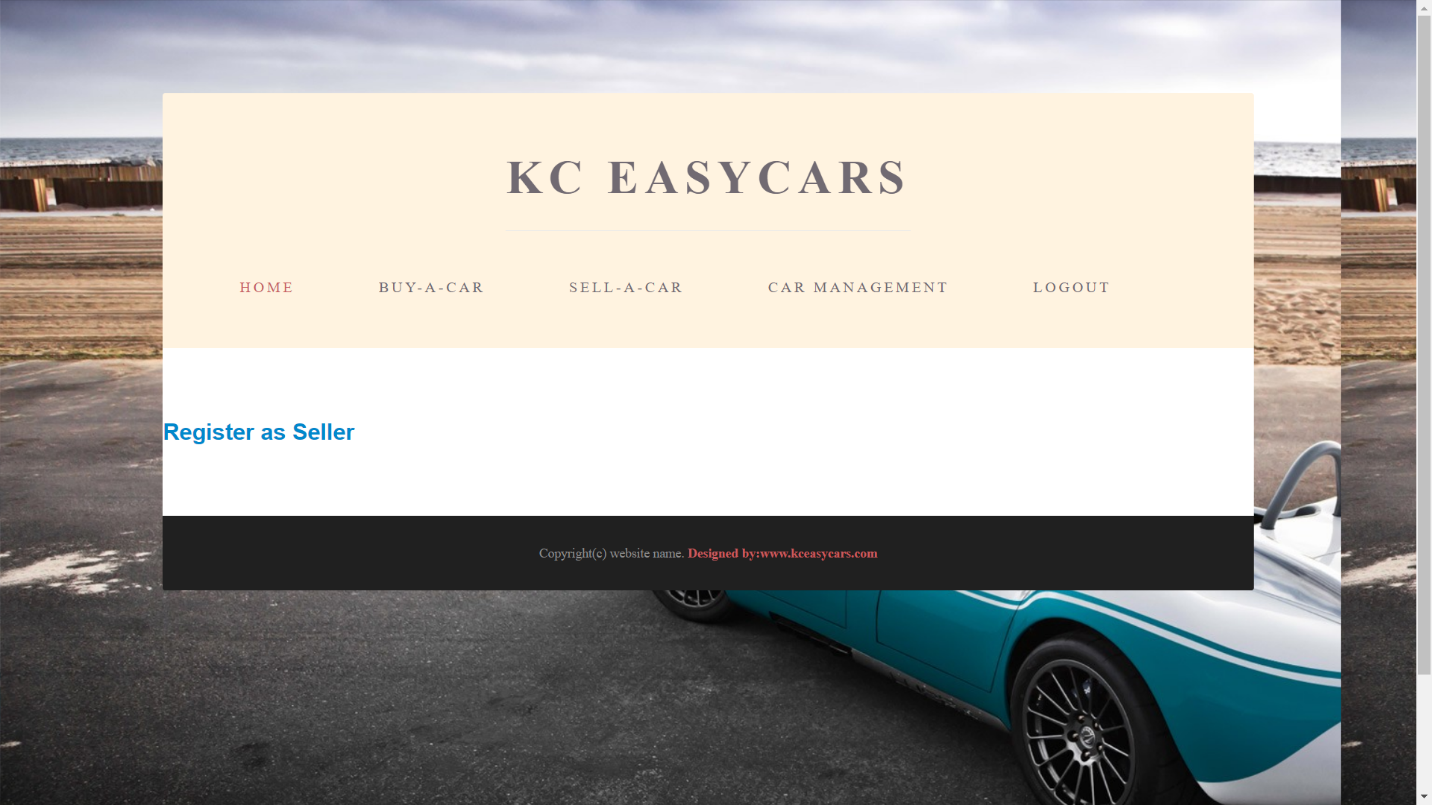 KC EASYCARS
HOME BUY-A-CAR SELL-A-CAR CAR MANAGEMENT LOGOUT
Register as Seller
Copyright(c) website name. Designed by:www.kceasycars.com